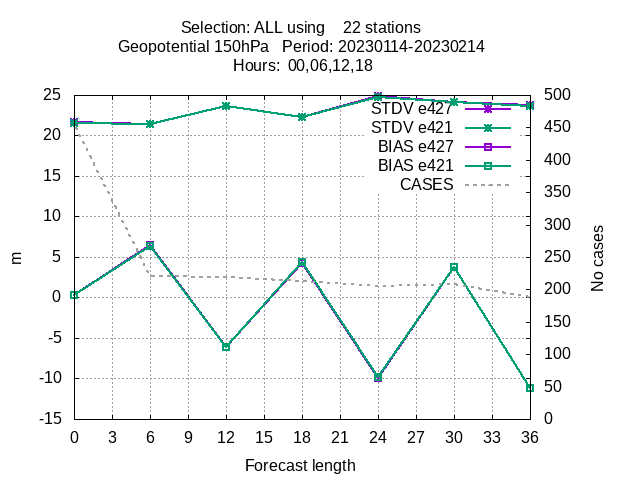 Selection: ALL using    22 stations
Geopotential 150hPa   Period: 20230114-20230214
Hours:  00,06,12,18
25
20
15
10
5
0
-5
-10
-15
m
500
450
400
350
300
250
200
150
100
50
0
No cases
STDV e427
STDV e421
BIAS e427
BIAS e421
CASES
0 3 6 9 12 15 18 21 24 27 30 33 36
Forecast length